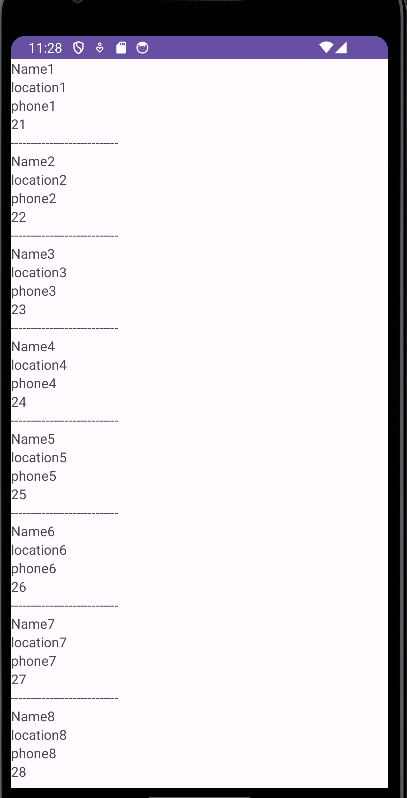 11:28
Name1
location1
phone1
21
----------------------------
Name2
location2
phone2
22
----------------------------
Name3
location3
phone3
23
----------------------------
Name4
location4
phone4
24
----------------------------
Name5
location5
phone5
25
----------------------------
Name6
location6
phone6
26
----------------------------
Name7
location7
phone7
27
----------------------------
Name8
location8
phone8
28